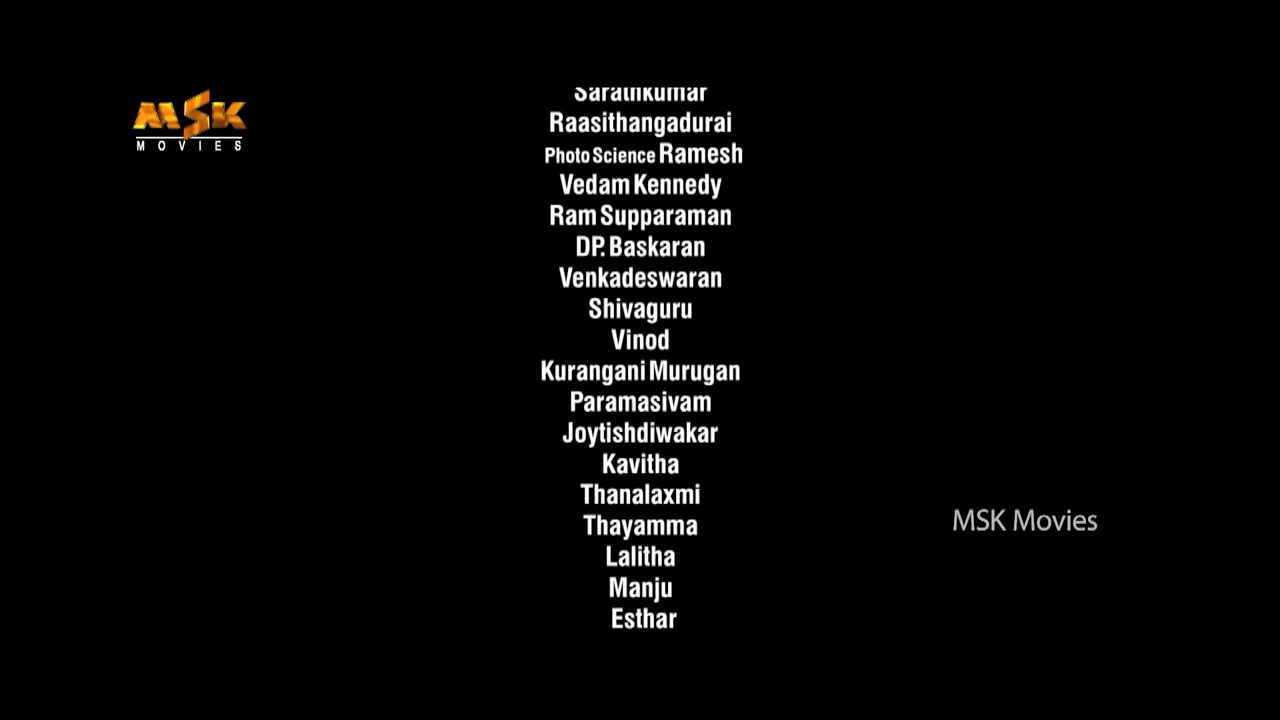 MSK
MOVIES
Sarathkumar
Raasithangadurai
Photo Science Ramesh
Vedam Kennedy
Ram Supparaman
DP. Baskaran
Venkadeswaran
Shivaguru
Vinod
Kurangani Murugan
Paramasivam
Joytishdiwakar
Kavitha
Thanalaxmi
Thayamma
Lalitha
Manju
Esthar
MSK Movies